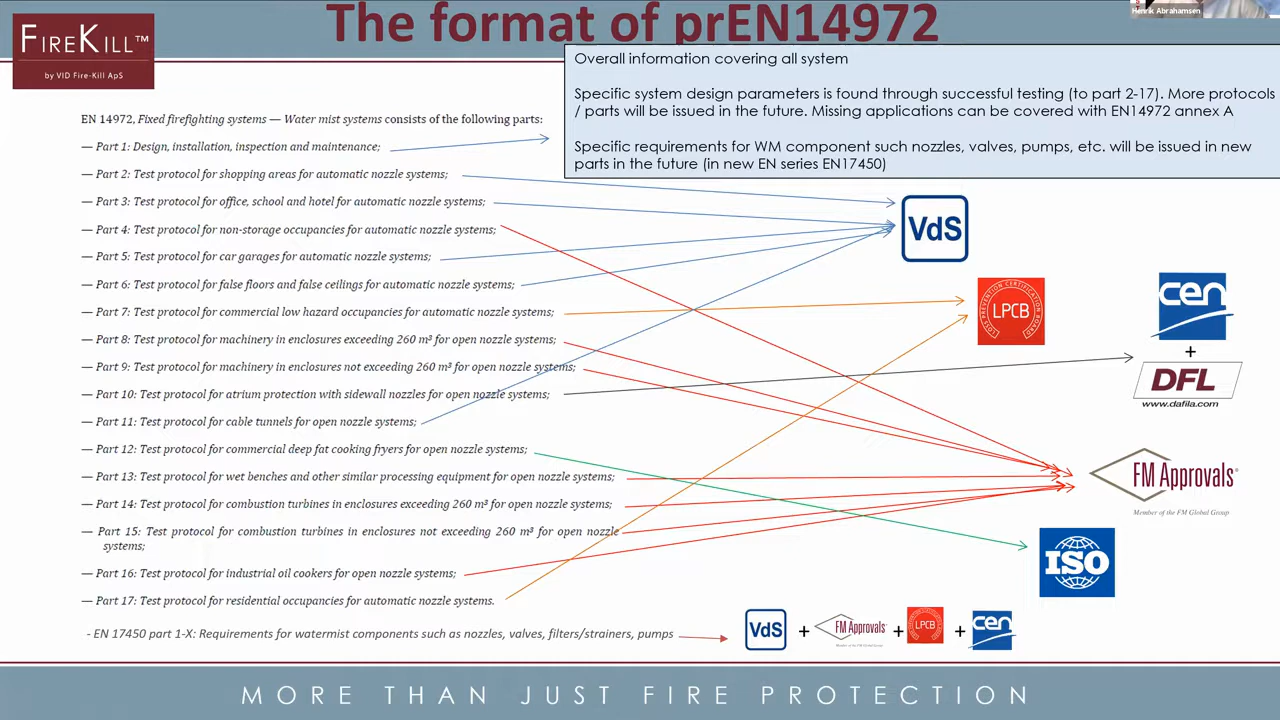 The format of prEN14972
Henrik Abrahamsen
FIREKILL™
by VID Fire-Kill ApS
Overall information covering all system
Specific system design parameters is found through successful testing (to part 2-17). More protocols
/ parts will be issued in the future. Missing applications can be covered with EN14972 annex A
Specific requirements for WM component such nozzles, valves, pumps, etc. will be issued in new
parts in the future (in new EN series EN17450)
EN 14972, Fixed firefighting systems — Water mist systems consists of the following parts:
— Part 1: Design, installation, inspection and maintenance;
— Part 2: Test protocol for shopping areas for automatic nozzle systems;
— Part 3: Test protocol for office, school and hotel for automatic nozzle systems;
— Part 4: Test protocol for non-storage occupancies for automatic nozzle systems;
— Part 5: Test protocol for car garages for automatic nozzle systems;
— Part 6: Test protocol for false floors and false ceilings for automatic nozzle systems;
— Part 7: Test protocol for commercial low hazard occupancies for automatic nozzle systems;
— Part 8: Test protocol for machinery in enclosures exceeding 260 m³ for open nozzle systems;
— Part 9: Test protocol for machinery in enclosures not exceeding 260 m³ for open nozzle systems;
— Part 10: Test protocol for atrium protection with sidewall nozzles for open nozzle systems;
— Part 11: Test protocol for cable tunnels for open nozzle systems;
— Part 12: Test protocol for commercial deep fat cooking fryers for open nozzle systems;
— Part 13: Test protocol for wet benches and other similar processing equipment for open nozzle systems;
— Part 14: Test protocol for combustion turbines in enclosures exceeding 260 m³ for open nozzle systems;
— Part 15: Test protocol for combustion turbines in enclosures not exceeding 260 m³ for open nozzle
systems;
— Part 16: Test protocol for industrial oil cookers for open nozzle systems;
— Part 17: Test protocol for residential occupancies for automatic nozzle systems.
- EN 17450 part 1-X: Requirements for watermist components such as nozzles, valves, filters/strainers, pumps
VdS
LOSS PREVENTION CERTIFICATION BOARD
LPCB
cen
+
DFL
www.dafila.com
FM Approvals
Member of the FM Global Group
ISO
VdS + FM Approvals + LPCB + cen
Member of the FM Global Group
MORE THAN JUST FIRE PROTECTION